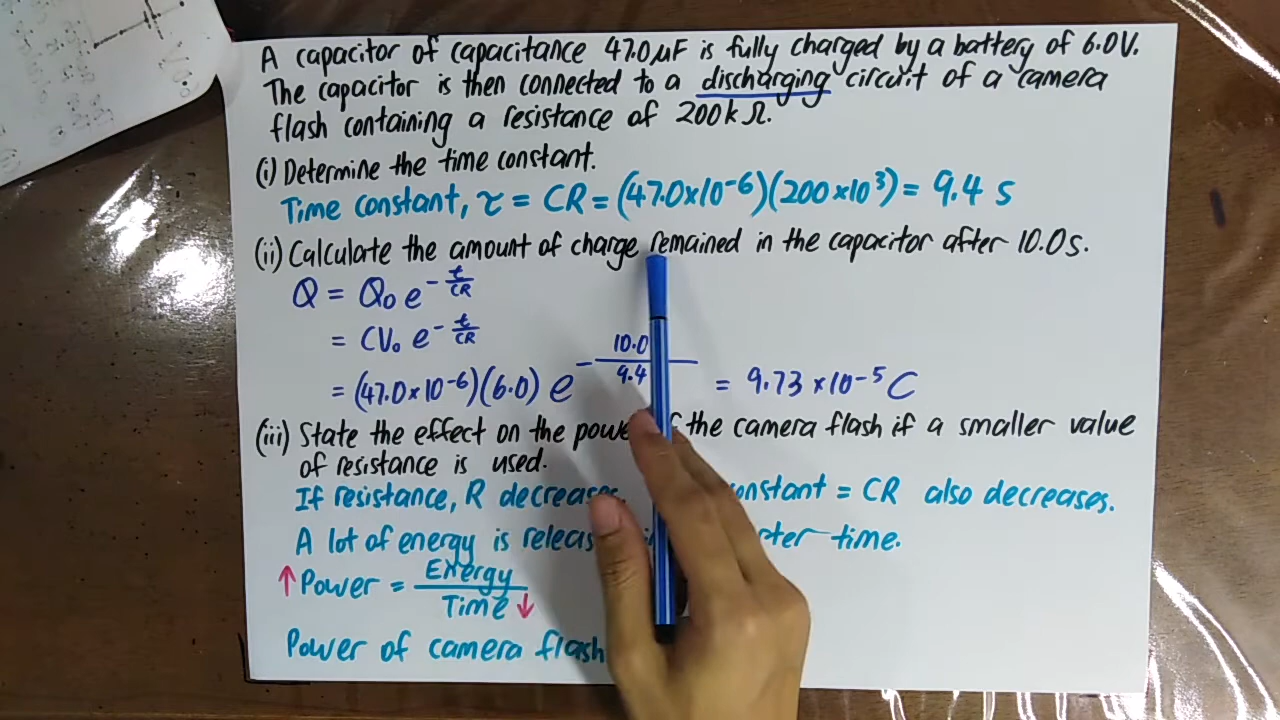 A capacitor of capacitance 47.0μF is fully charged by a battery of 6.0V.
The capacitor is then connected to a discharging circuit of a camera
flash containing a resistance of 200kΩ.
(i) Determine the time constant.
Time constant, τ = CR = (47.0×10⁻⁶)(200×10³) = 9.4 s
(ii) Calculate the amount of charge remained in the capacitor after 10.0s.
Q = Q₀ e^(-t/CR)
= CV₀ e^(-t/CR)
= (47.0×10⁻⁶)(6.0) e^(-10.0/9.4) = 9.73 ×10⁻⁵ C
(iii) State the effect on the power of the camera flash if a smaller value
of resistance is used.
If resistance, R decreases, constant = CR also decreases.
A lot of energy is time.
↑ Power = Energy/Time ↓
Power of camera flash